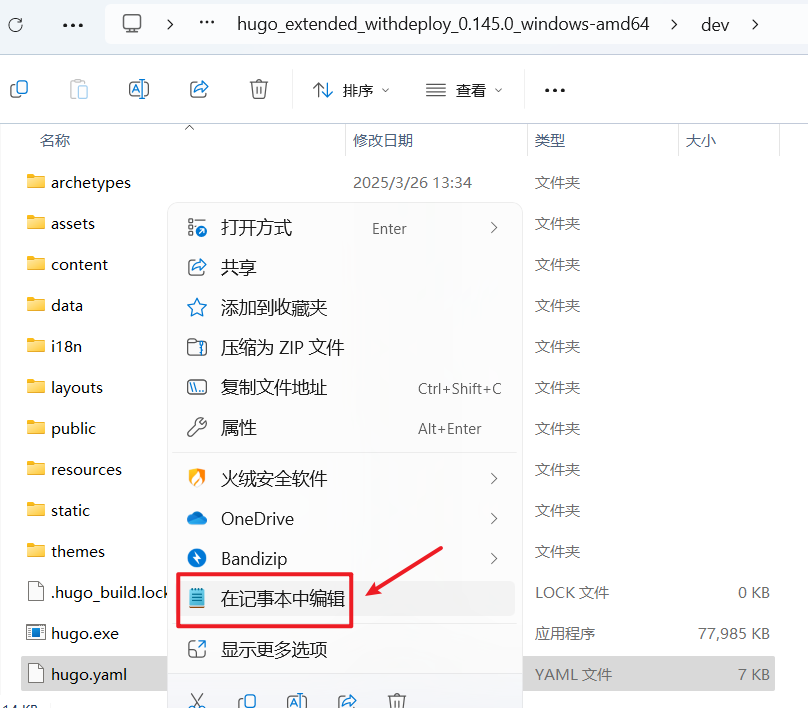 hugo_extended_withdeploy_0.145.0_windows-amd64 dev
排序 查看
名称 修改日期 类型 大小
archetypes 2025/3/26 13:34 文件夹
assets 文件夹
打开方式 Enter
content 文件夹
共享
data 文件夹
添加到收藏夹
i18n 文件夹
压缩为 ZIP 文件
layouts 文件夹
复制文件地址 Ctrl+Shift+C
public 文件夹
属性 Alt+Enter
resources 文件夹
火绒安全软件
static 文件夹
OneDrive
themes 文件夹
Bandizip
.hugo_build.lock LOCK 文件 0 KB
在记事本中编辑
hugo.exe 应用程序 77,985 KB
显示更多选项
hugo.yaml YAML 文件 7 KB